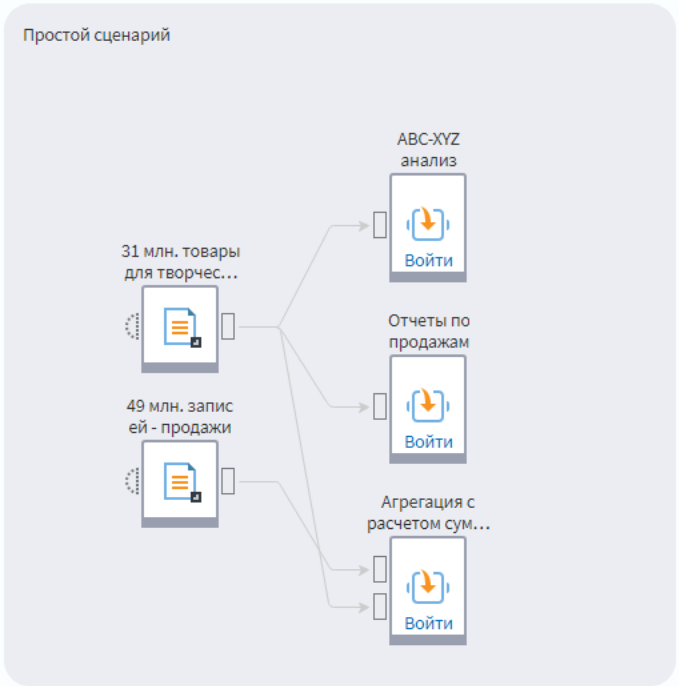 Простой сценарий
ABC-XYZ
анализ
Войти
31 млн. товары
для творчес...
Отчеты по
продажам
Войти
49 млн. запис
ей - продажи
Агрегация с
расчетом сум...
Войти